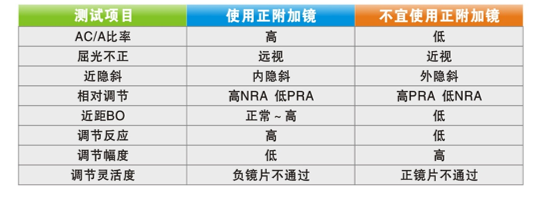 测试项目 使用正附加镜 不宜使用正附加镜
AC/A比率 高 低
屈光不正 远视 近视
近隐斜 内隐斜 外隐斜
相对调节 高NRA 低PRA 高PRA 低NRA
近距BO 正常~高 低
调节反应 高 低
调节幅度 低 高
调节灵活度 负镜片不通过 正镜片不通过